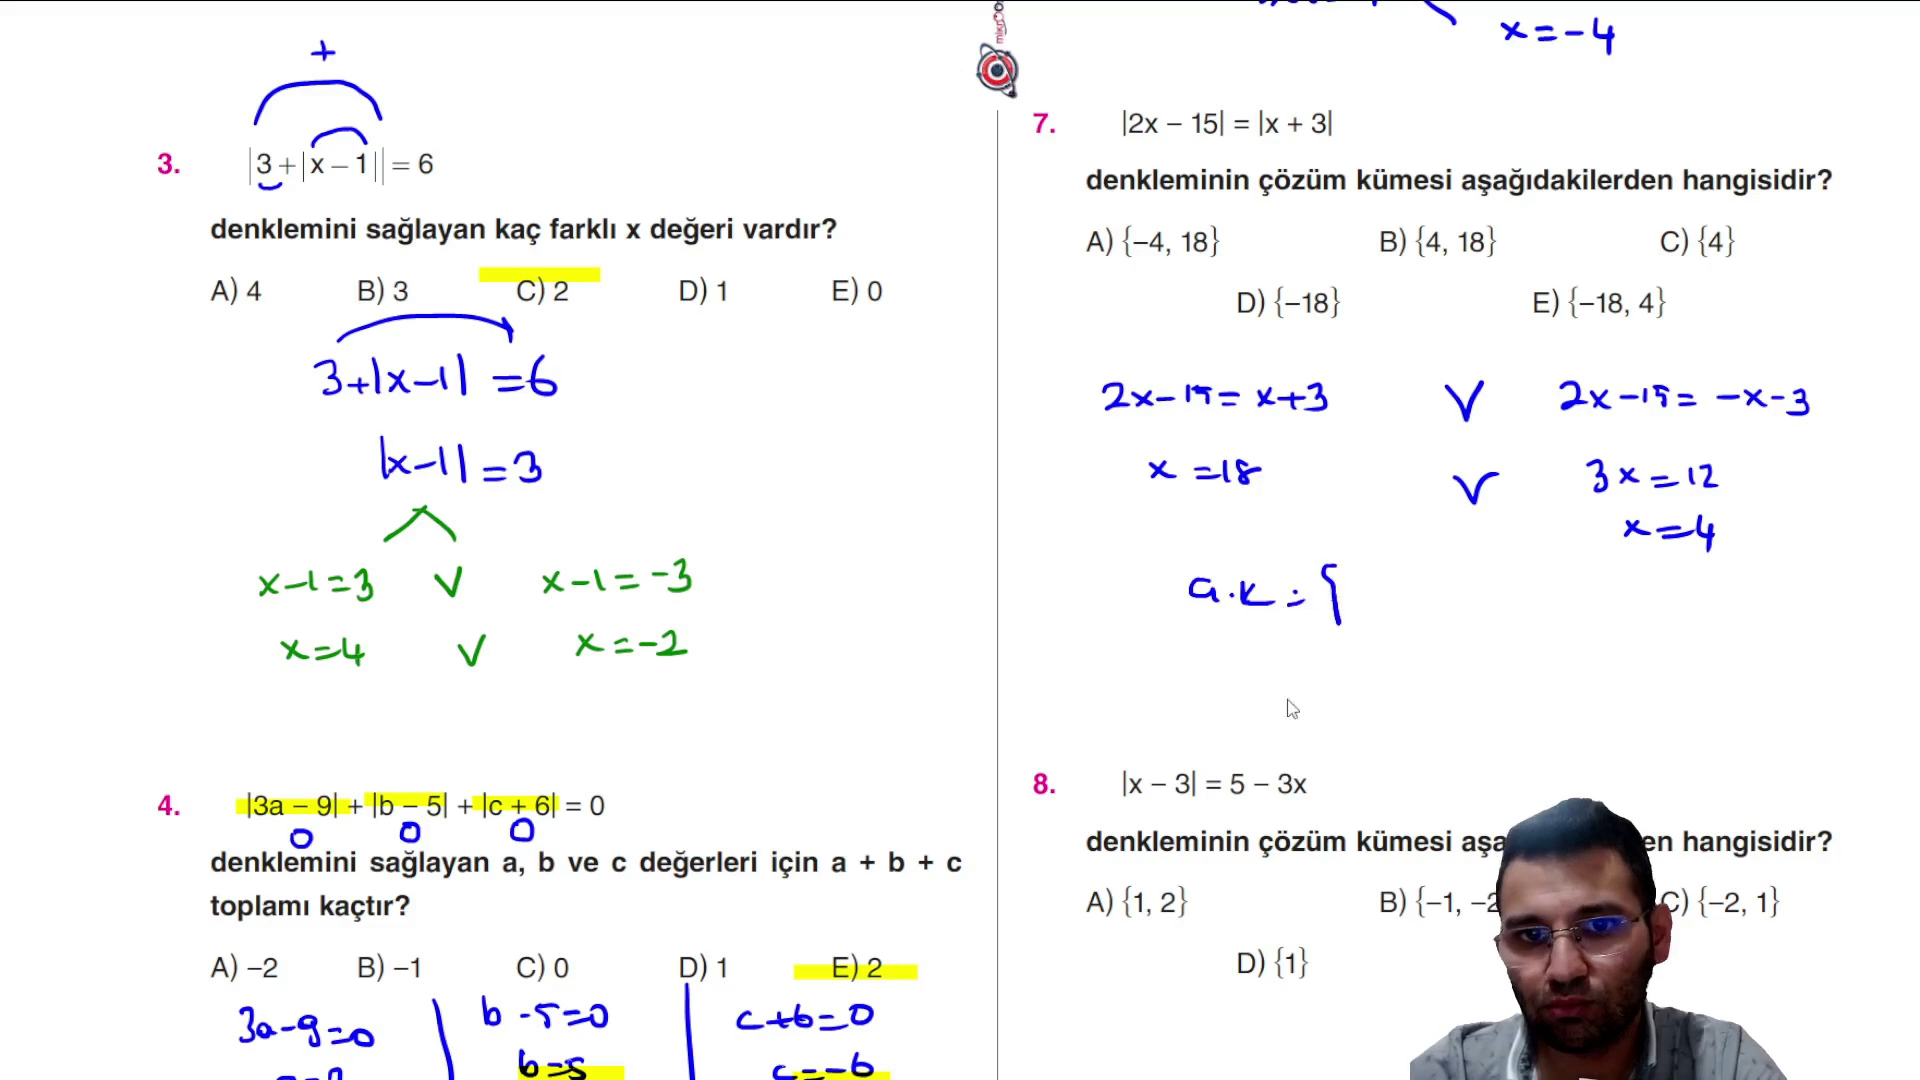 +
3. |3 + |x – 1|| = 6
denklemini sağlayan kaç farklı x değeri vardır?
A) 4 B) 3 C) 2 D) 1 E) 0
3+|x-1| = 6
|x-1| = 3
x-1=3 V x-1=-3
x=4 V x=-2
4. |3a – 9| + |b – 5| + |c + 6| = 0
0 0 0
denklemini sağlayan a, b ve c değerleri için a + b + c
toplamı kaçtır?
A) –2 B) –1 C) 0 D) 1 E) 2
3a-9=0 b-5=0 c+6=0
b=5 c=-6
x=-4
7. |2x – 15| = |x + 3|
denkleminin çözüm kümesi aşağıdakilerden hangisidir?
A) {–4, 18} B) {4, 18} C) {4}
D) {–18} E) {–18, 4}
2x-15= x+3 V 2x-15= -x-3
x =18 V 3x=12
x=4
8. |x – 3| = 5 – 3x
denkleminin çözüm kümesi hangisidir?
A) {1, 2} B) {–1, –2 C) {–2, 1}
D) {1}